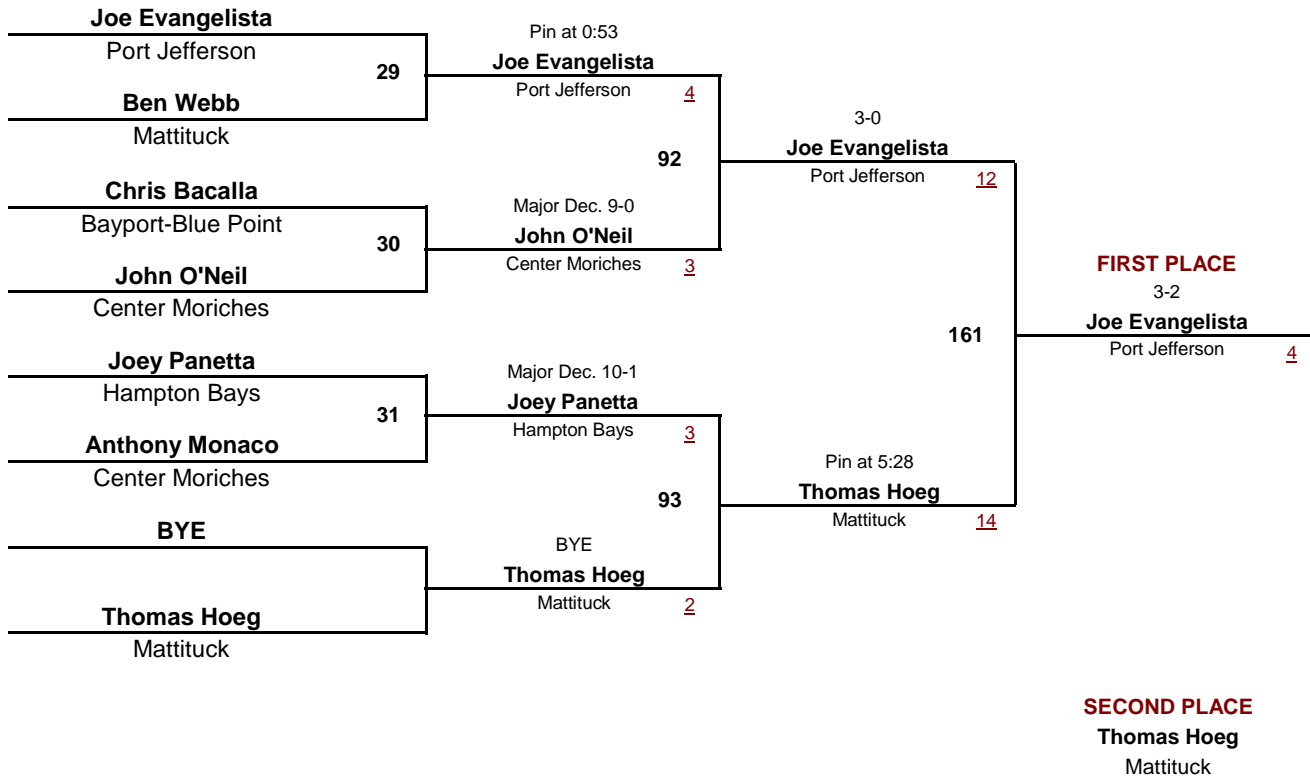 Joe Evangelista
Port Jefferson
29
Ben Webb
Mattituck
Chris Bacalla
Bayport-Blue Point
30
John O'Neil
Center Moriches
Joey Panetta
Hampton Bays
31
Anthony Monaco
Center Moriches
BYE
Thomas Hoeg
Mattituck
Pin at 0:53
Joe Evangelista
Port Jefferson 4
92
Major Dec. 9-0
John O'Neil
Center Moriches 3
Major Dec. 10-1
Joey Panetta
Hampton Bays 3
93
BYE
Thomas Hoeg
Mattituck 2
3-0
Joe Evangelista
Port Jefferson 12
161
Pin at 5:28
Thomas Hoeg
Mattituck 14
FIRST PLACE
3-2
Joe Evangelista
Port Jefferson 4
SECOND PLACE
Thomas Hoeg
Mattituck